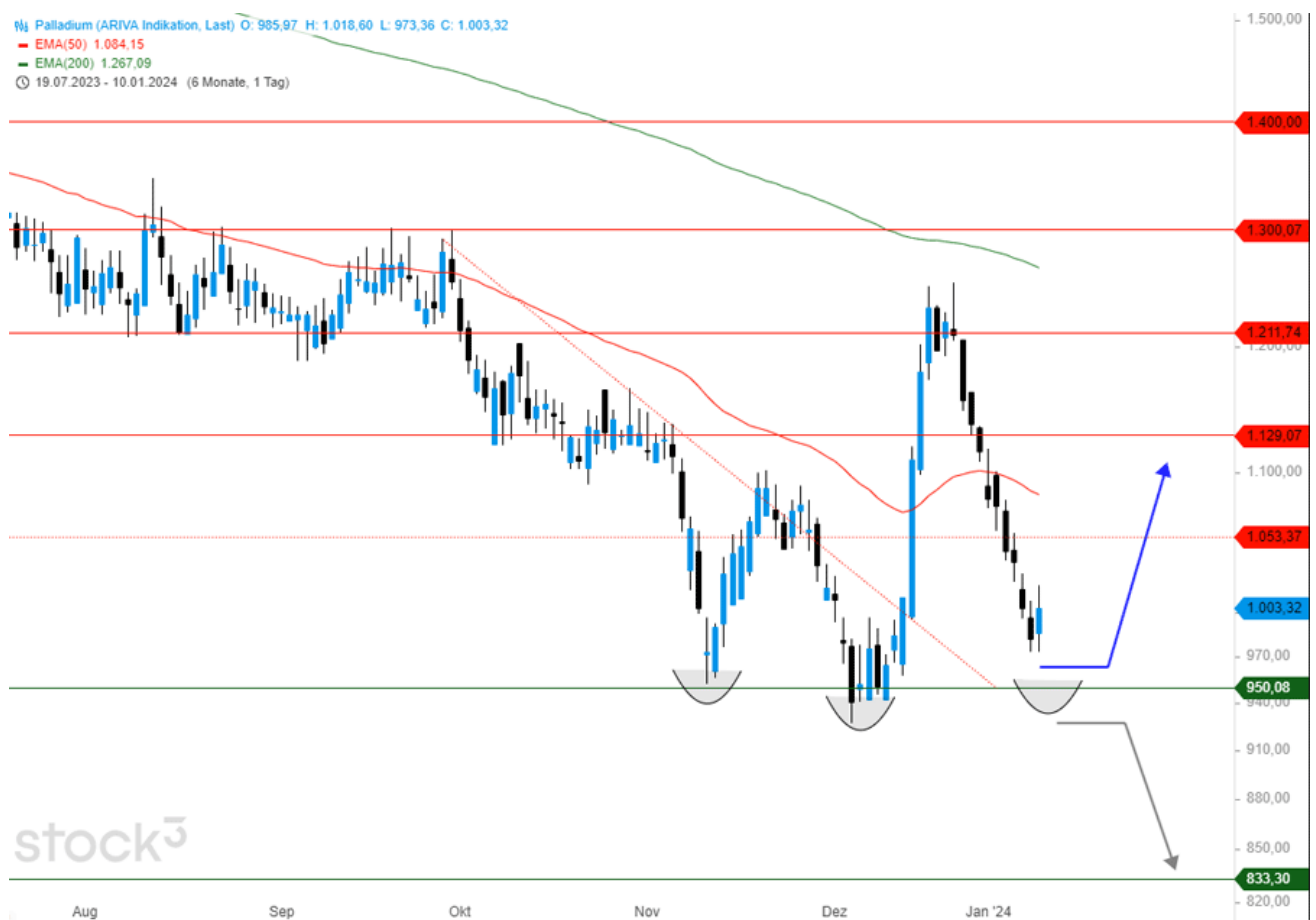 Palladium (ARIVA Indikation, Last) O: 985,97 H: 1.018,60 L: 973,36 C: 1.003,32
EMA(50) 1.084,15
EMA(200) 1.267,09
19.07.2023 - 10.01.2024 (6 Monate, 1 Tag)
1.500,00
1.400,00
1.300,07
1.211,74
1.200,00
1.129,07
1.100,00
1.053,37
1.003,32
970,00
950,08
940,00
910,00
880,00
850,00
833,30
820,00
stock3
Aug Sep Okt Nov Dez Jan '24